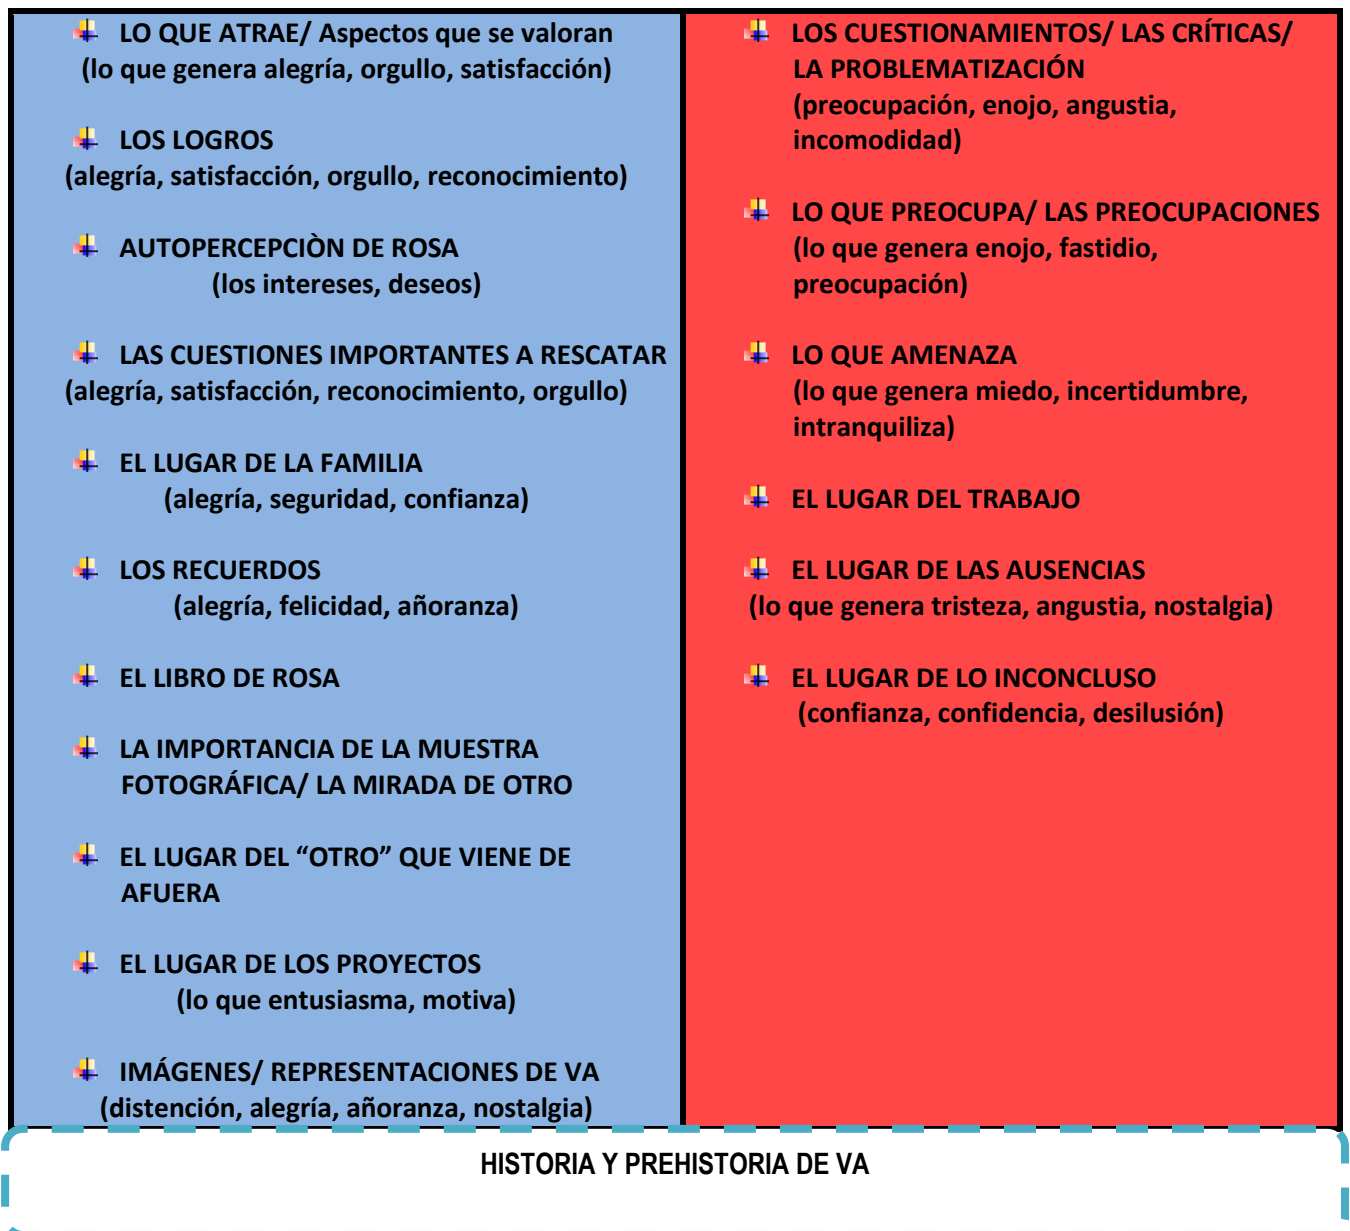 LO QUE ATRAE/ Aspectos que se valoran
(lo que genera alegría, orgullo, satisfacción)
LOS LOGROS
(alegría, satisfacción, orgullo, reconocimiento)
AUTOPERCEPCIÒN DE ROSA
(los intereses, deseos)
LAS CUESTIONES IMPORTANTES A RESCATAR
(alegría, satisfacción, reconocimiento, orgullo)
EL LUGAR DE LA FAMILIA
(alegría, seguridad, confianza)
LOS RECUERDOS
(alegría, felicidad, añoranza)
EL LIBRO DE ROSA
LA IMPORTANCIA DE LA MUESTRA
FOTOGRÁFICA/ LA MIRADA DE OTRO
EL LUGAR DEL “OTRO” QUE VIENE DE
AFUERA
EL LUGAR DE LOS PROYECTOS
(lo que entusiasma, motiva)
IMÁGENES/ REPRESENTACIONES DE VA
(distención, alegría, añoranza, nostalgia)
LOS CUESTIONAMIENTOS/ LAS CRÍTICAS/
LA PROBLEMATIZACIÓN
(preocupación, enojo, angustia,
incomodidad)
LO QUE PREOCUPA/ LAS PREOCUPACIONES
(lo que genera enojo, fastidio,
preocupación)
LO QUE AMENAZA
(lo que genera miedo, incertidumbre,
intranquiliza)
EL LUGAR DEL TRABAJO
EL LUGAR DE LAS AUSENCIAS
(lo que genera tristeza, angustia, nostalgia)
EL LUGAR DE LO INCONCLUSO
(confianza, confidencia, desilusión)
HISTORIA Y PREHISTORIA DE VA